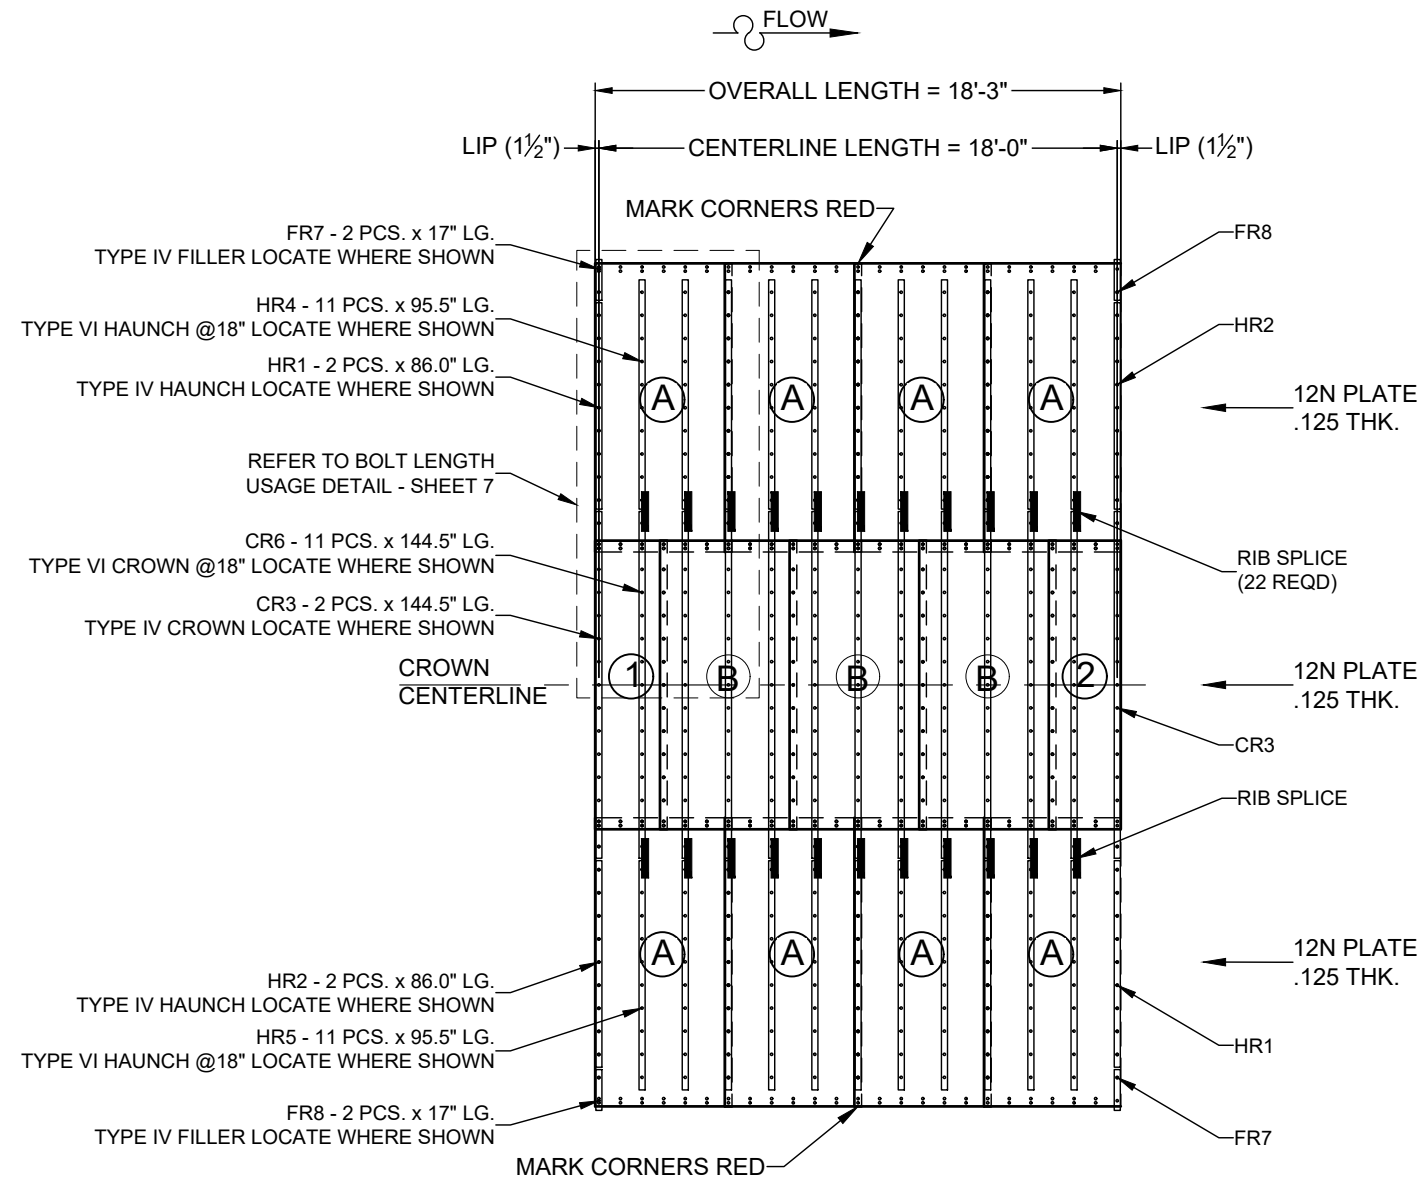 FLOW
OVERALL LENGTH = 18'-3"
LIP (1½")
CENTERLINE LENGTH = 18'-0"
LIP (1½")
MARK CORNERS RED
FR7 - 2 PCS. x 17" LG.
TYPE IV FILLER LOCATE WHERE SHOWN
FR8
HR4 - 11 PCS. x 95.5" LG.
TYPE VI HAUNCH @18" LOCATE WHERE SHOWN
HR2
HR1 - 2 PCS. x 86.0" LG.
TYPE IV HAUNCH LOCATE WHERE SHOWN
A
A
A
A
12N PLATE
.125 THK.
REFER TO BOLT LENGTH
USAGE DETAIL - SHEET 7
CR6 - 11 PCS. x 144.5" LG.
TYPE VI CROWN @18" LOCATE WHERE SHOWN
RIB SPLICE
(22 REQD)
CR3 - 2 PCS. x 144.5" LG.
TYPE IV CROWN LOCATE WHERE SHOWN
CROWN
CENTERLINE
1
B
B
B
2
12N PLATE
.125 THK.
CR3
RIB SPLICE
A
A
A
A
12N PLATE
.125 THK.
HR2 - 2 PCS. x 86.0" LG.
TYPE IV HAUNCH LOCATE WHERE SHOWN
HR5 - 11 PCS. x 95.5" LG.
TYPE VI HAUNCH @18" LOCATE WHERE SHOWN
HR1
FR8 - 2 PCS. x 17" LG.
TYPE IV FILLER LOCATE WHERE SHOWN
FR7
MARK CORNERS RED